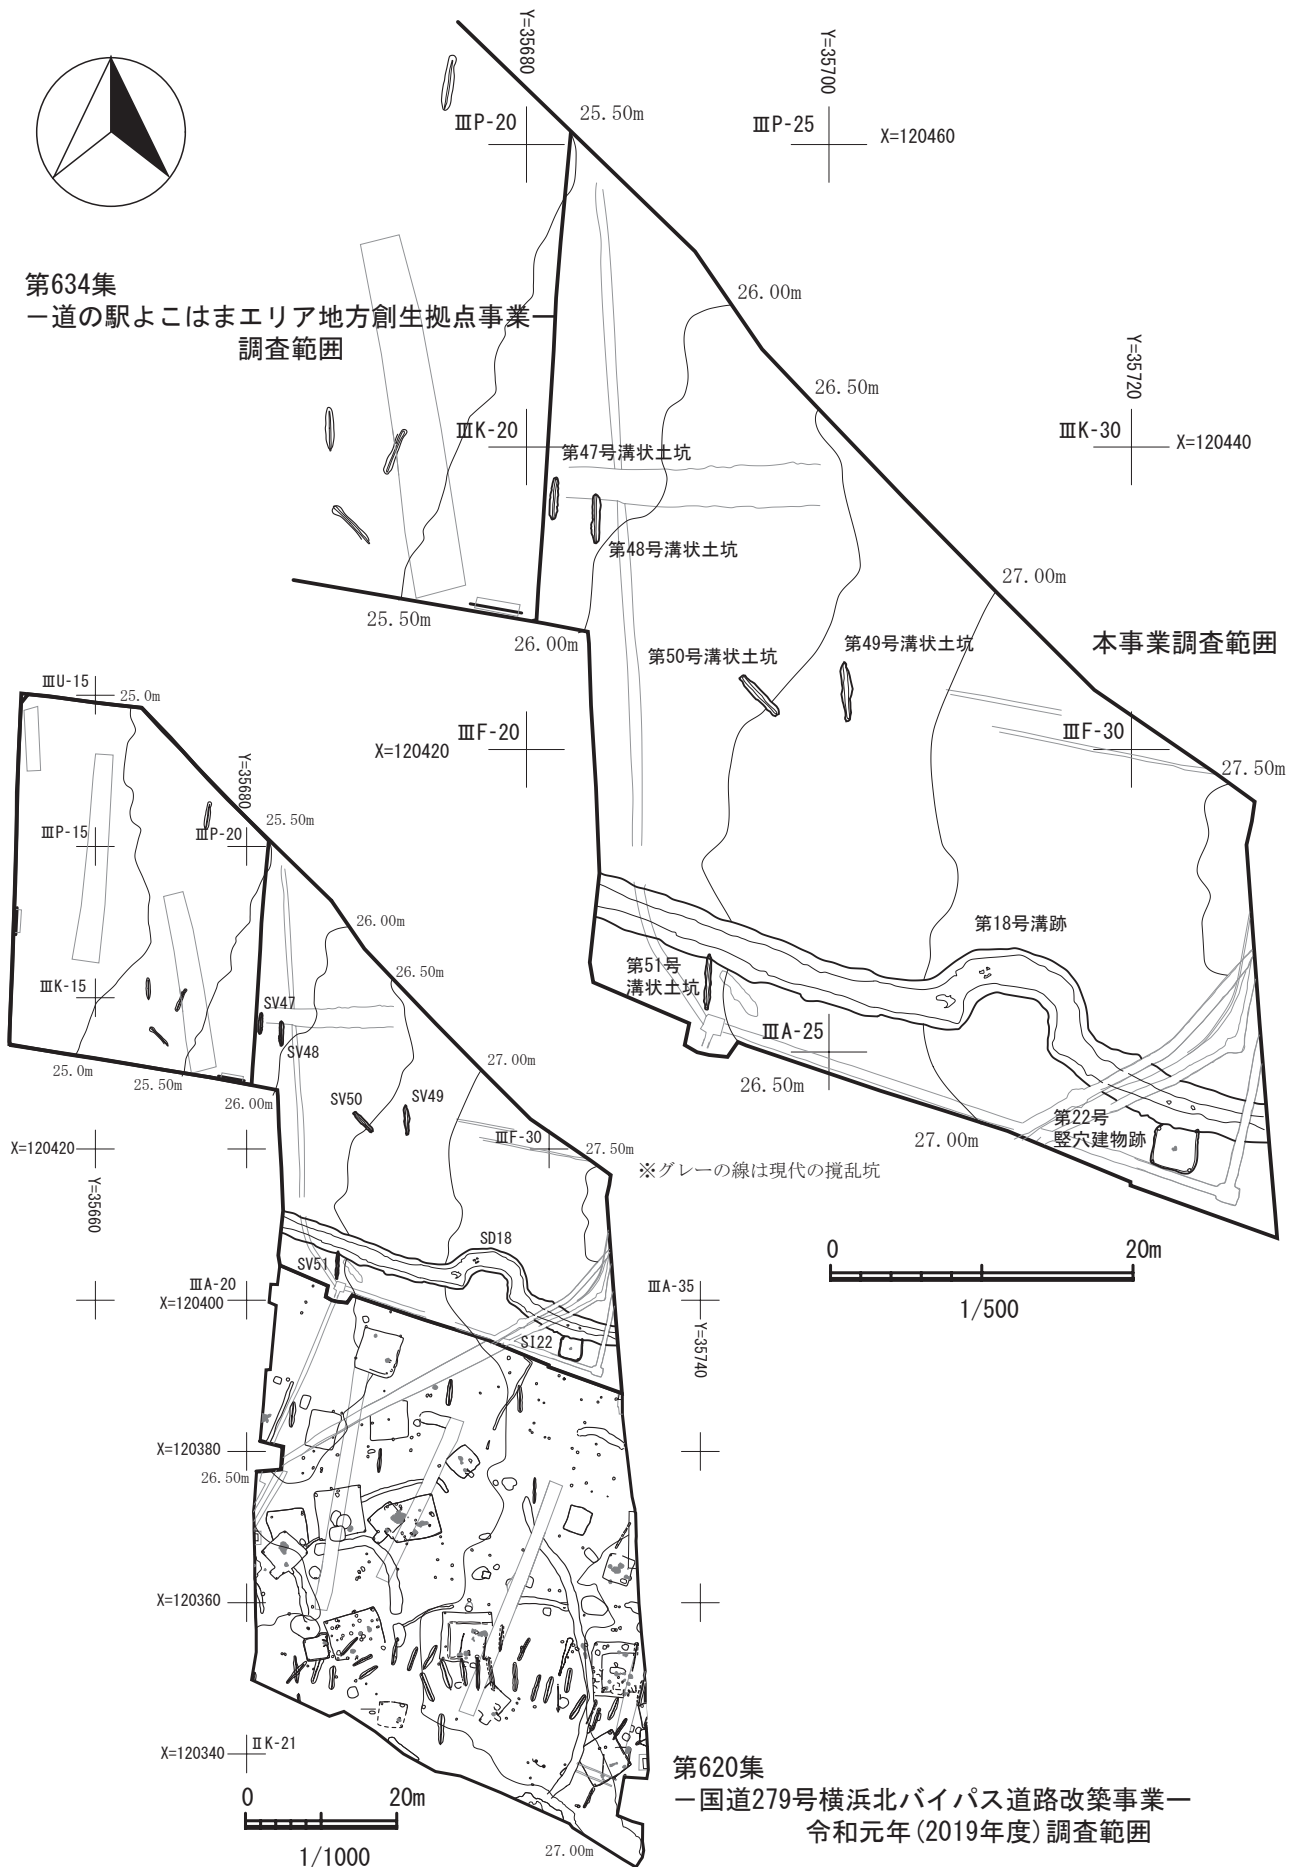 Y=35680
Y=35700
ⅢP-20
25.50m
ⅢP-25
X=120460
第634集
－道の駅よこはまエリア地方創生拠点事業－
調査範囲
26.00m
26.50m
Y=35720
ⅢK-20
第47号溝状土坑
ⅢK-30
X=120440
第48号溝状土坑
27.00m
25.50m
26.00m
第50号溝状土坑
第49号溝状土坑
本事業調査範囲
X=120420
ⅢF-20
ⅢF-30
27.50m
第18号溝跡
第51号
溝状土坑
ⅢA-25
26.50m
27.00m
第22号
竪穴建物跡
※グレーの線は現代の撹乱坑
0
20m
1/500
ⅢU-15
25.0m
Y=35680
25.50m
ⅢP-15
ⅢP-20
26.00m
26.50m
ⅢK-15
SV47
SV48
27.00m
25.0m
25.50m
26.00m
SV50
SV49
X=120420
ⅢF-30
27.50m
Y=35660
SD18
SV51
ⅢA-20
X=120400
ⅢA-35
Y=35740
SI22
X=120380
26.50m
X=120360
X=120340
ⅡK-21
0
20m
1/1000
27.00m
第620集
－国道279号横浜北バイパス道路改築事業－
令和元年(2019年度)調査範囲